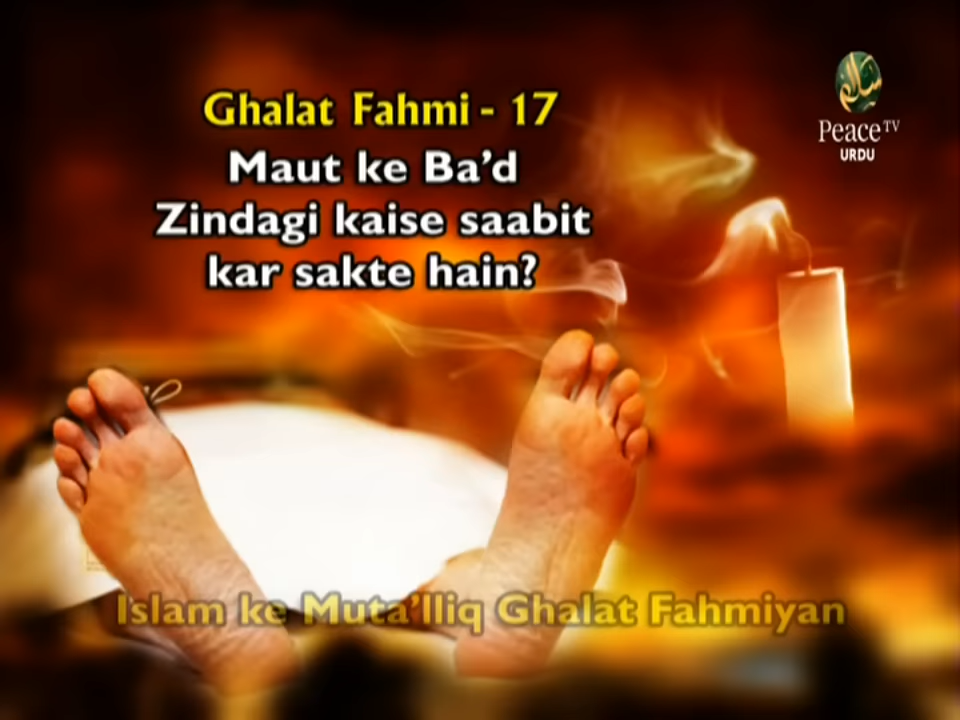 Ghalat Fahmi - 17
Maut ke Ba'd
Zindagi kaise saabit
kar sakte hain?
سلام
Peace TV
URDU
Islam ke Muta'lliq Ghalat Fahmiyan